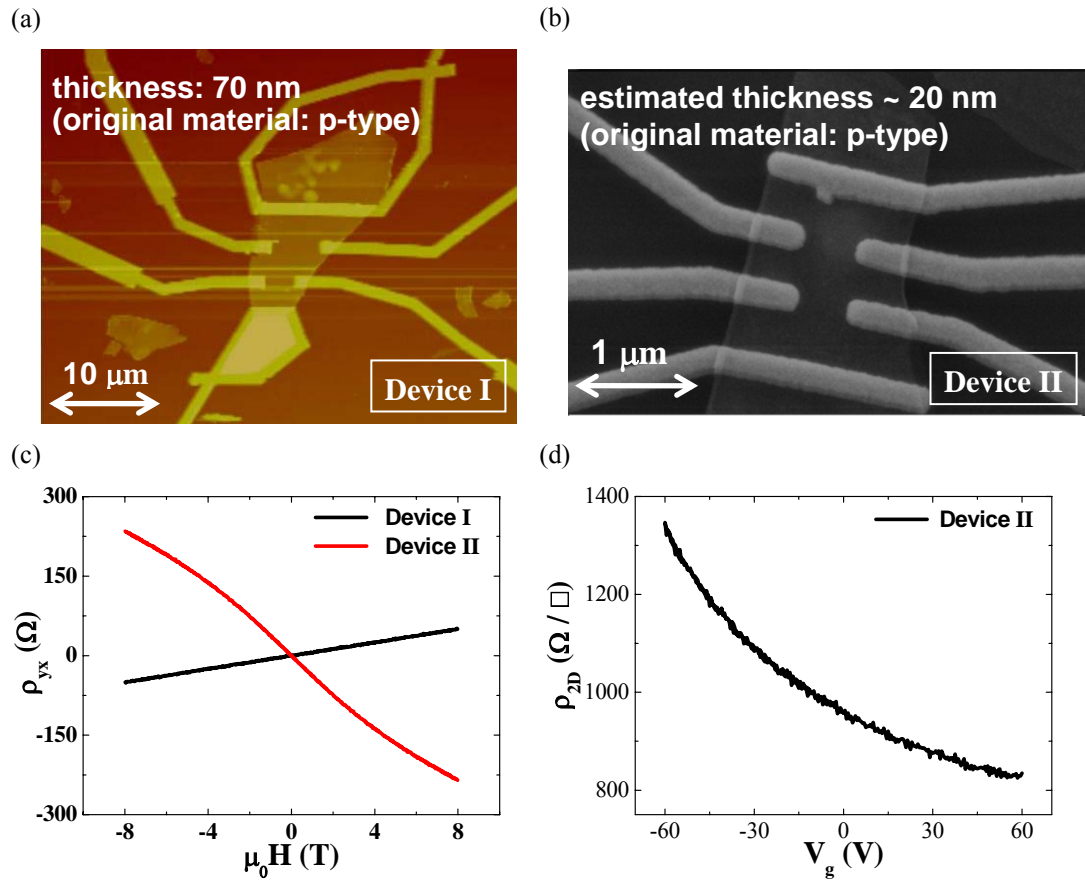 (a)
thickness: 70 nm
(original material: p-type)
10 μm
Device I
(b)
estimated thickness ~ 20 nm
(original material: p-type)
1 μm
Device II
(c)
300
150
0
-150
-300
ρyx (Ω)
Device I
Device II
-8 -4 0 4 8
μ0H (T)
(d)
1400
1200
1000
800
ρ2D (Ω / □)
Device II
-60 -30 0 30 60
Vg (V)